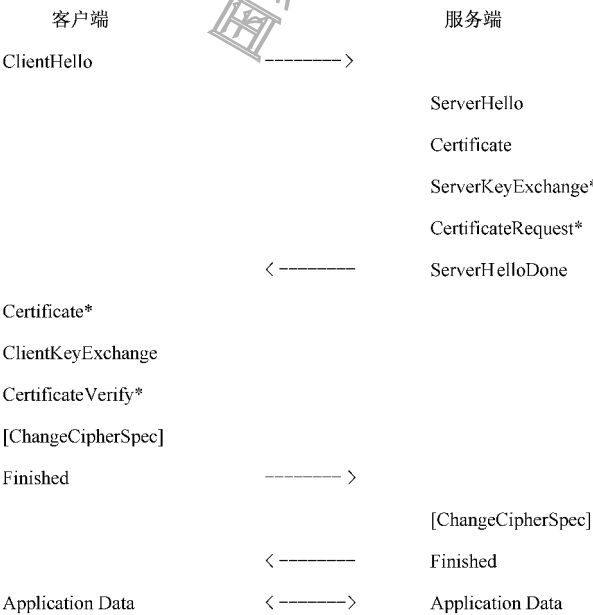 客户端 服务端
ClientHello --------〉
ServerHello
Certificate
ServerKeyExchange*
CertificateRequest*
〈-------- ServerHelloDone
Certificate*
ClientKeyExchange
CertificateVerify*
[ChangeCipherSpec]
Finished --------〉
[ChangeCipherSpec]
〈-------- Finished
Application Data 〈-------〉 Application Data